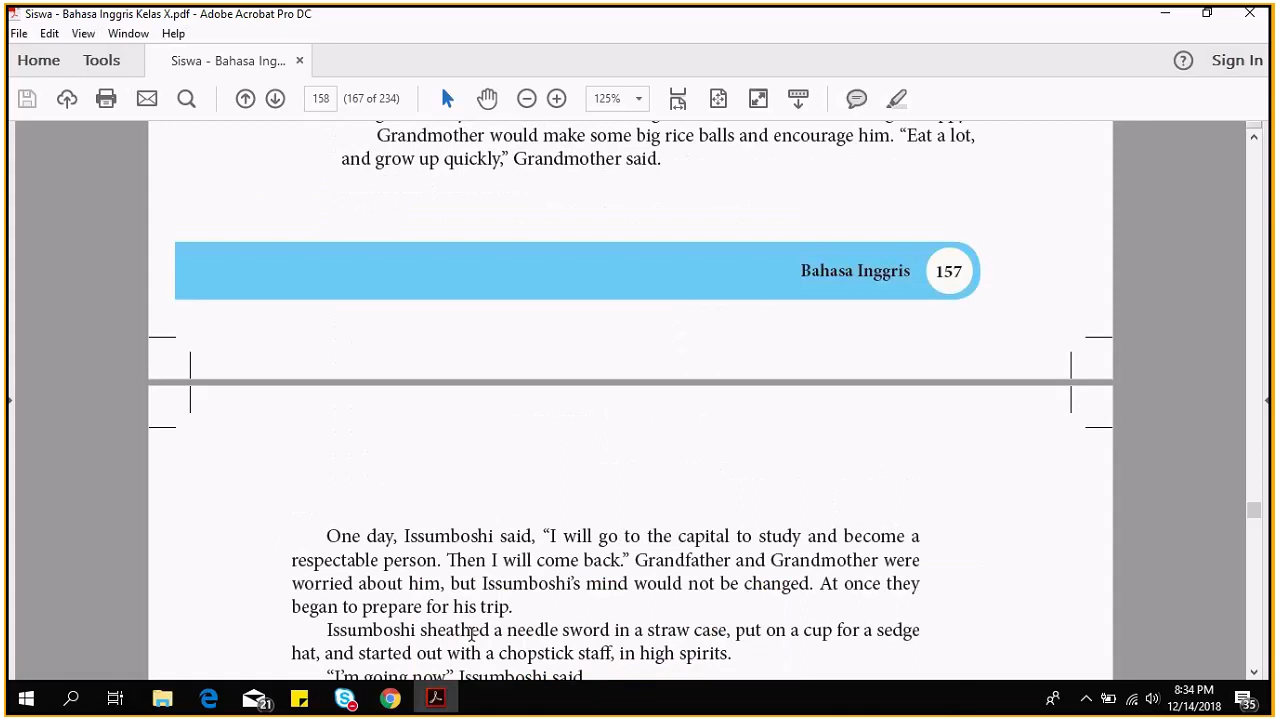 Siswa - Bahasa Inggris Kelas X.pdf - Adobe Acrobat Pro DC
File Edit View Window Help
Home Tools Siswa - Bahasa Ing... × Sign In
158 (167 of 234) 125%
Grandmother would make some big rice balls and encourage him. “Eat a lot,
and grow up quickly,” Grandmother said.
Bahasa Inggris 157
One day, Issumboshi said, “I will go to the capital to study and become a
respectable person. Then I will come back.” Grandfather and Grandmother were
worried about him, but Issumboshi’s mind would not be changed. At once they
began to prepare for his trip.
Issumboshi sheathed a needle sword in a straw case, put on a cup for a sedge
hat, and started out with a chopstick staff, in high spirits.
“I’m going now” Issumboshi said
21
8:34 PM
12/14/2018
35